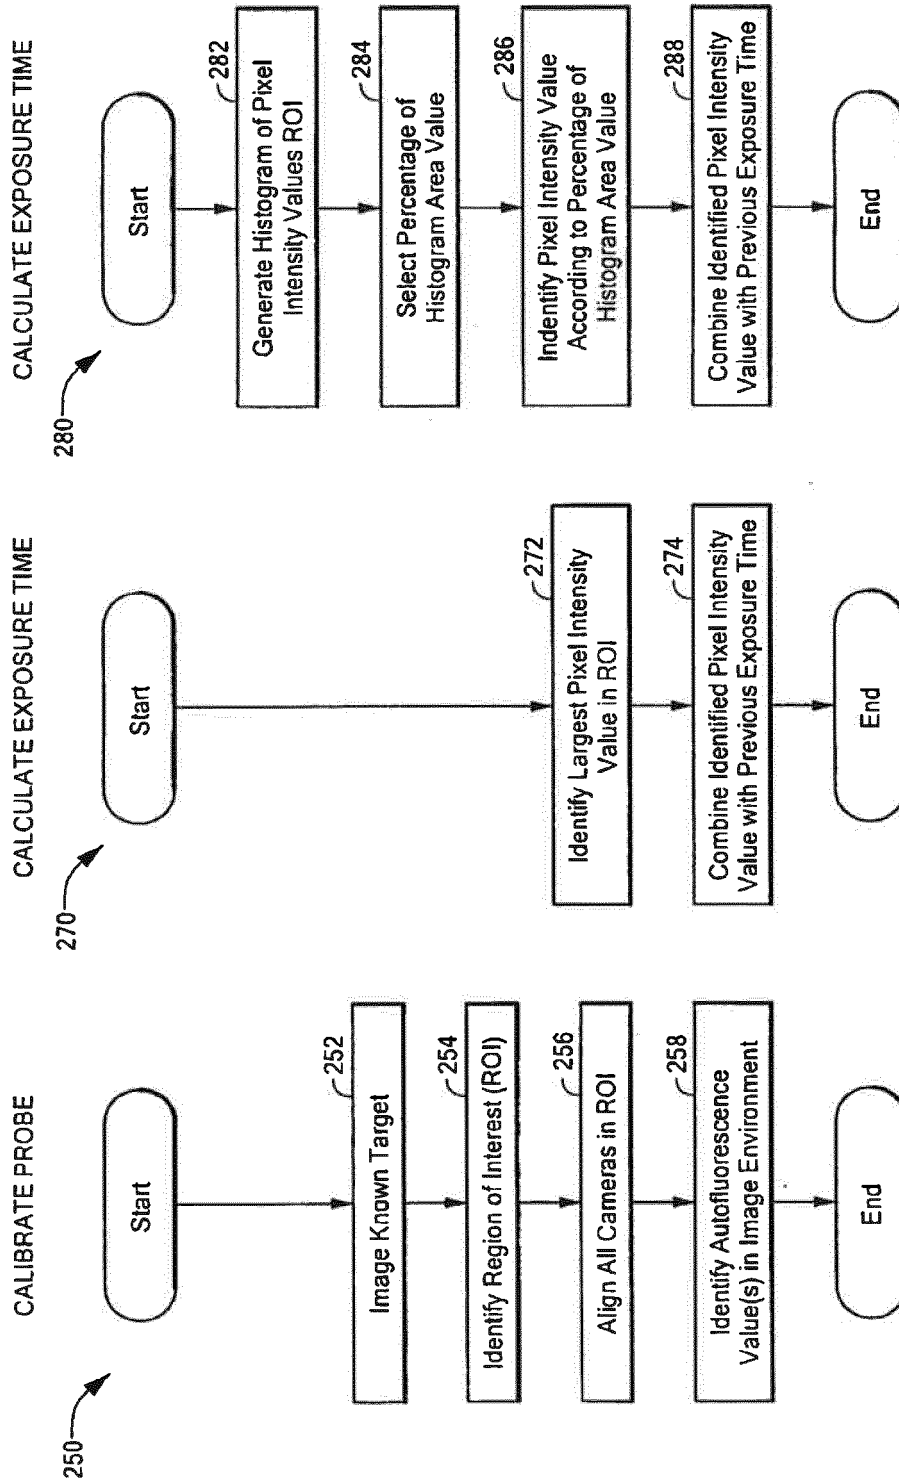 CALIBRATE PROBE
250
Start
252
Image Known Target
254
Identify Region of Interest (ROI)
256
Align All Cameras in ROI
258
Identify Autofluorescence
Value(s) in Image Environment
End
CALCULATE EXPOSURE TIME
270
Start
272
Identify Largest Pixel Intensity
Value in ROI
274
Combine Identified Pixel Intensity
Value with Previous Exposure Time
End
CALCULATE EXPOSURE TIME
280
Start
282
Generate Histogram of Pixel
Intensity Values ROI
284
Select Percentage of
Histogram Area Value
286
Indentify Pixel Intensity Value
According to Percentage of
Histogram Area Value
288
Combine Identified Pixel Intensity
Value with Previous Exposure Time
End